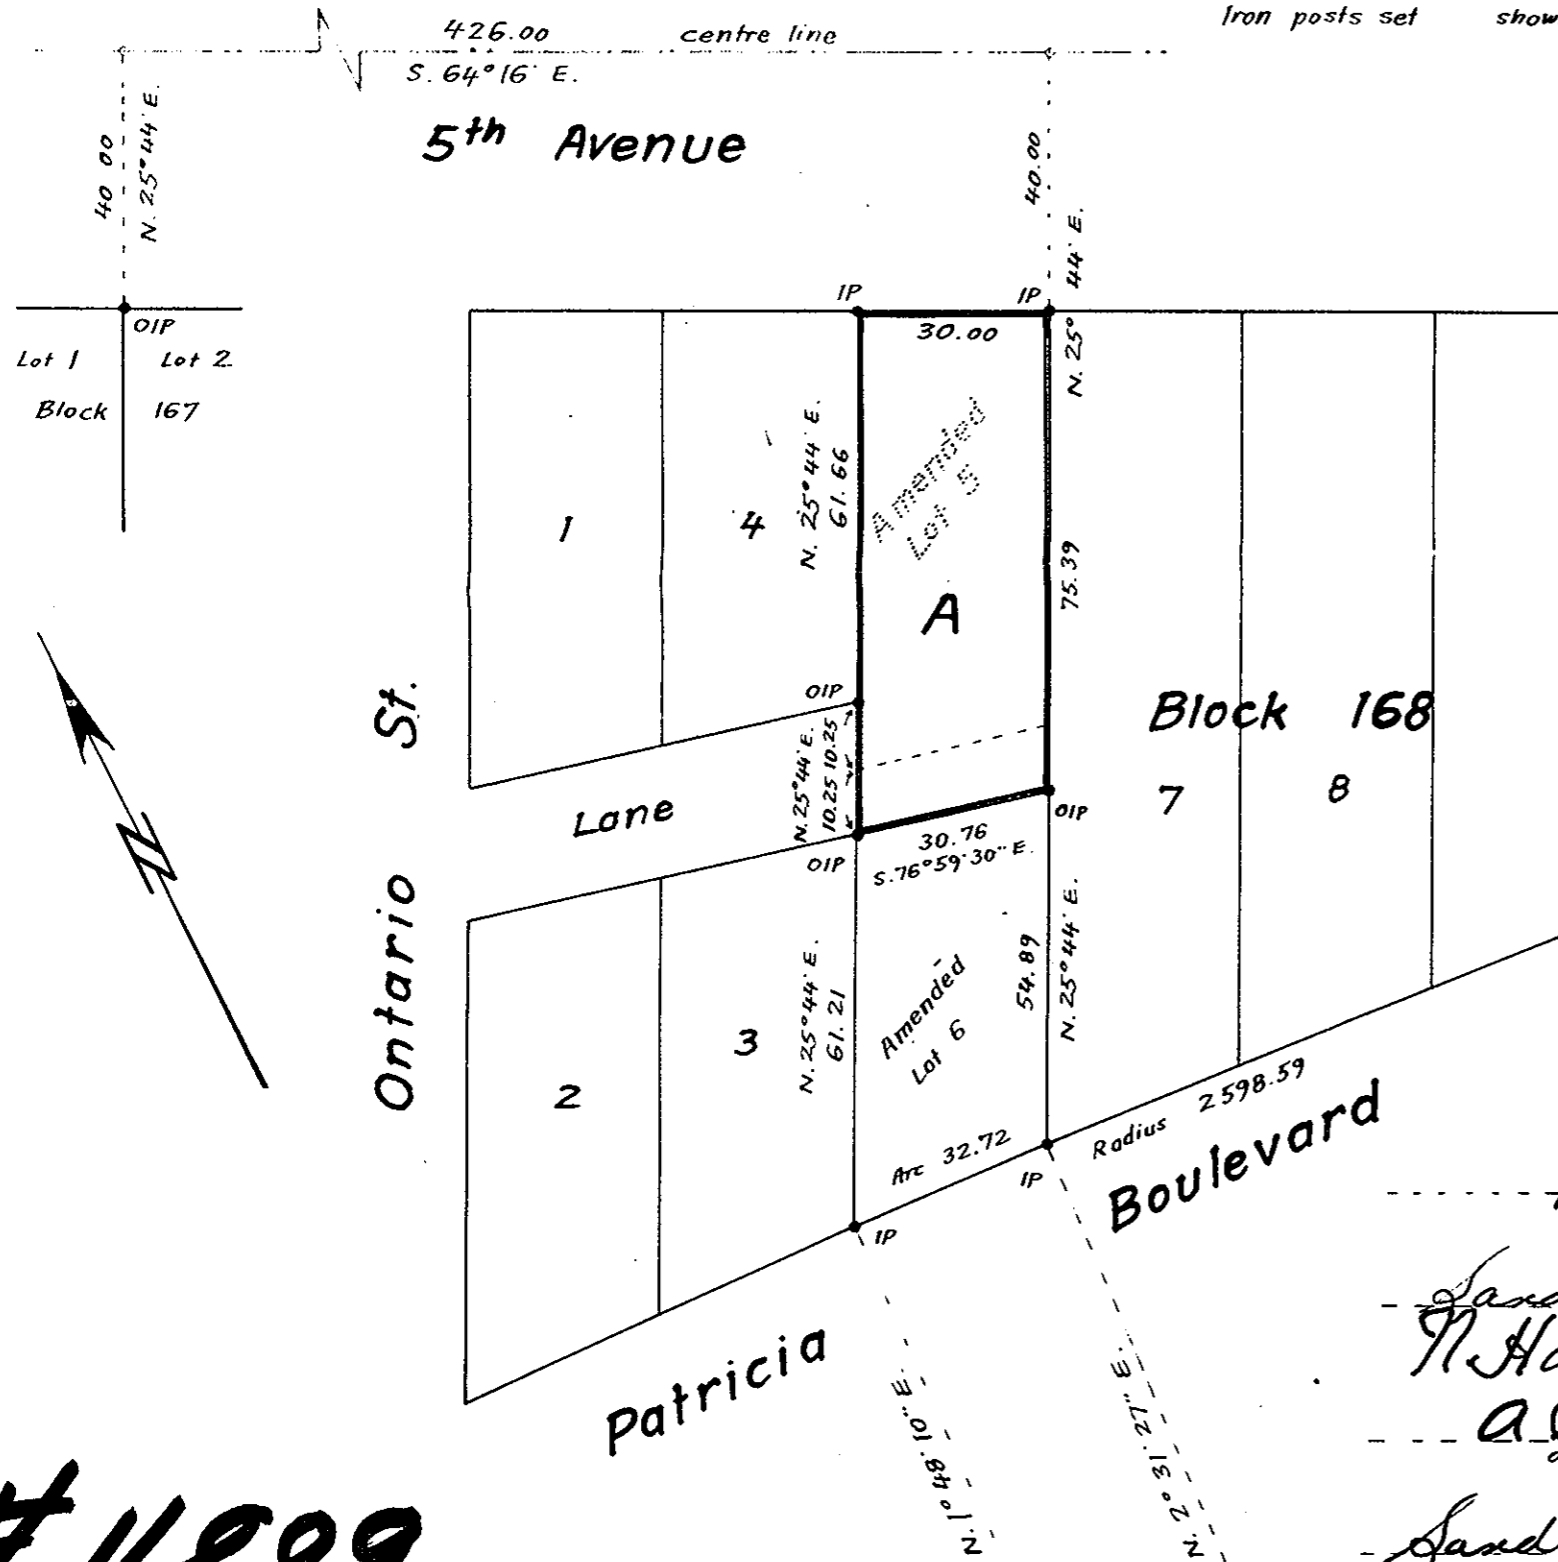 Iron posts set show
426.00 centre line
S. 64°16' E.
5th Avenue
40 00
N. 25°44' E.
40.00
N. 25° 44' E.
OIP
Lot 1 Lot 2
Block 167
IP
IP
30.00
N. 25°44' E.
61.66
Amended
Lot 5
1
4
A
75.39
OIP
Block 168
7
8
N. 25°44' E.
10.25 10.25
Lane
OIP
OIP
30.76
S. 76°59'30" E.
Ontario St.
N. 25°44' E.
61.21
Amended
Lot 6
54.89
N. 25°44' E.
3
2
Arc 32.72
Radius 2598.59
IP
IP
Patricia Boulevard
N. 1° 48' 10" E.
N. 2° 31' 27" E.
N